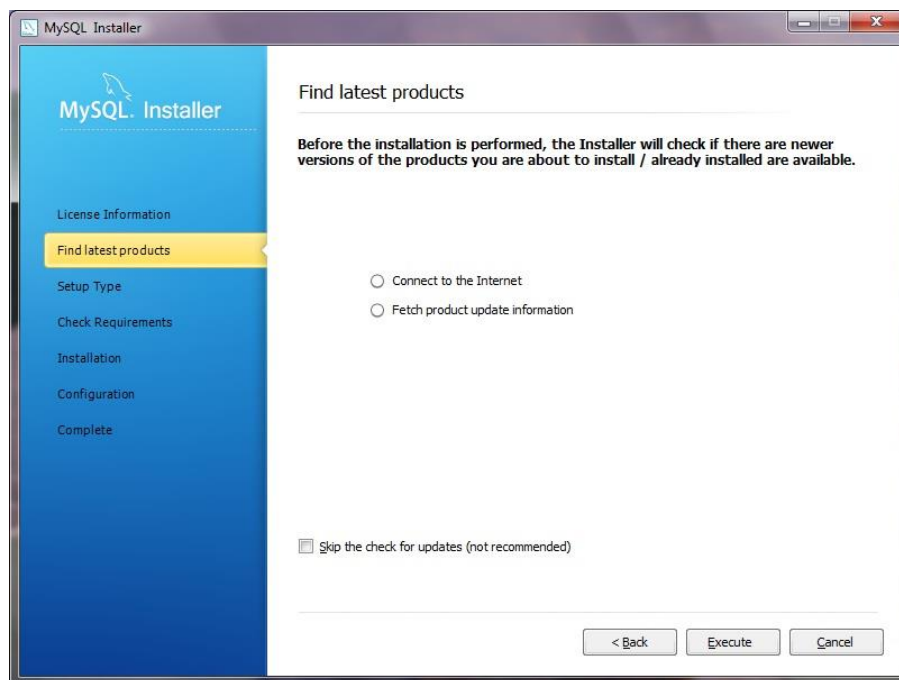 MySQL Installer
MySQL. Installer
License Information
Find latest products
Setup Type
Check Requirements
Installation
Configuration
Complete
Find latest products
Before the installation is performed, the Installer will check if there are newer
versions of the products you are about to install / already installed are available.
Connect to the Internet
Fetch product update information
Skip the check for updates (not recommended)
< Back
Execute
Cancel